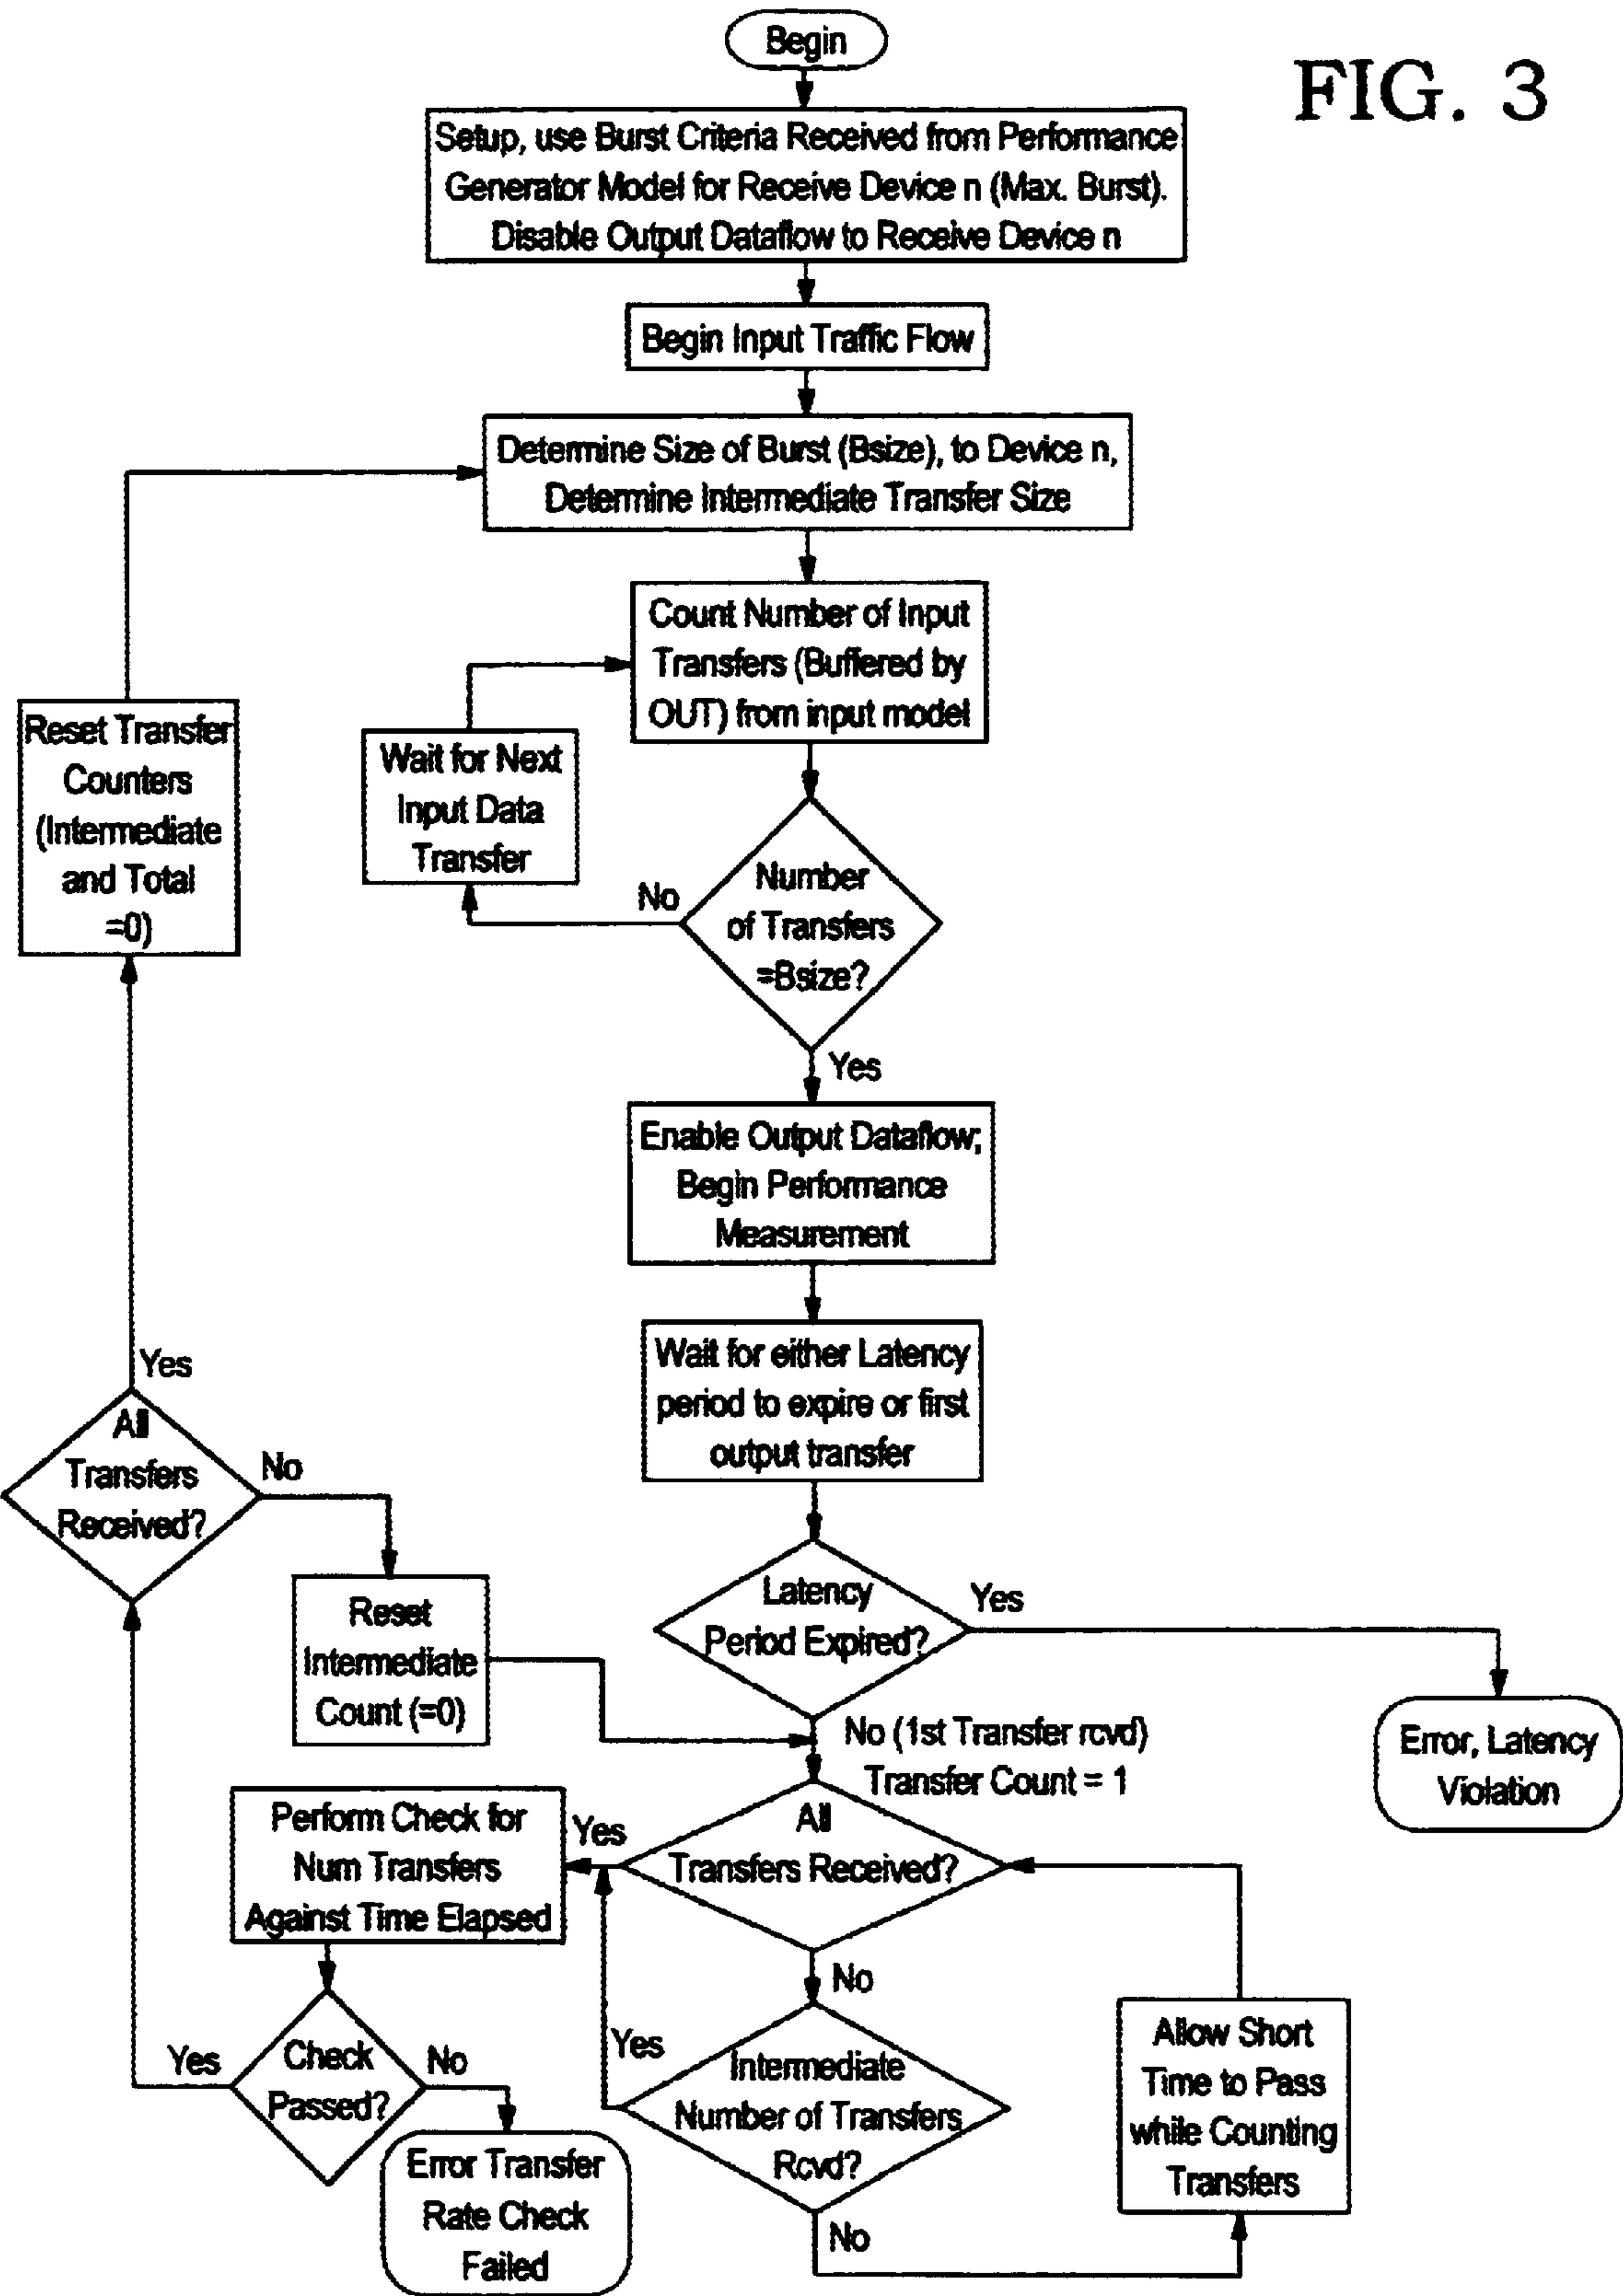 Begin
FIG. 3
Setup, use Burst Criteria Received from Performance
Generator Model for Receive Device n (Max. Burst).
Disable Output Dataflow to Receive Device n
Begin Input Traffic Flow
Determine Size of Burst (Bsize), to Device n,
Determine Intermediate Transfer Size
Count Number of Input
Transfers (Buffered by
OUT) from input model
Reset Transfer
Counters
(Intermediate
and Total
=0)
Wait for Next
Input Data
Transfer
No
Number
of Transfers
=Bsize?
Yes
Enable Output Dataflow;
Begin Performance
Measurement
Wait for either Latency
period to expire or first
output transfer
Yes
All
Transfers
Received?
No
Reset
Intermediate
Count (=0)
Latency
Period Expired?
Yes
Error, Latency
Violation
No (1st Transfer rcvd)
Transfer Count = 1
All
Transfers Received?
Yes
Perform Check for
Num Transfers
Against Time Elapsed
No
Yes
Intermediate
Number of Transfers
Rcvd?
No
Allow Short
Time to Pass
while Counting
Transfers
Yes
Check
Passed?
No
Error Transfer
Rate Check
Failed